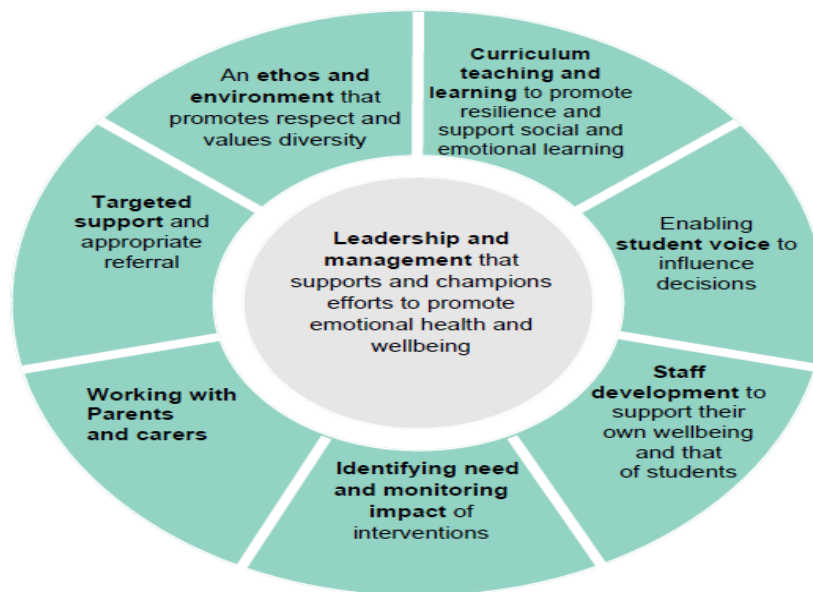 An ethos and
environment that
promotes respect and
values diversity
Curriculum
teaching and
learning to promote
resilience and
support social and
emotional learning
Enabling
student voice to
influence
decisions
Staff
development to
support their
own wellbeing
and that
of students
Identifying need
and monitoring
impact of
interventions
Working with
Parents
and carers
Targeted
support and
appropriate
referral
Leadership and
management that
supports and champions
efforts to promote
emotional health and
wellbeing